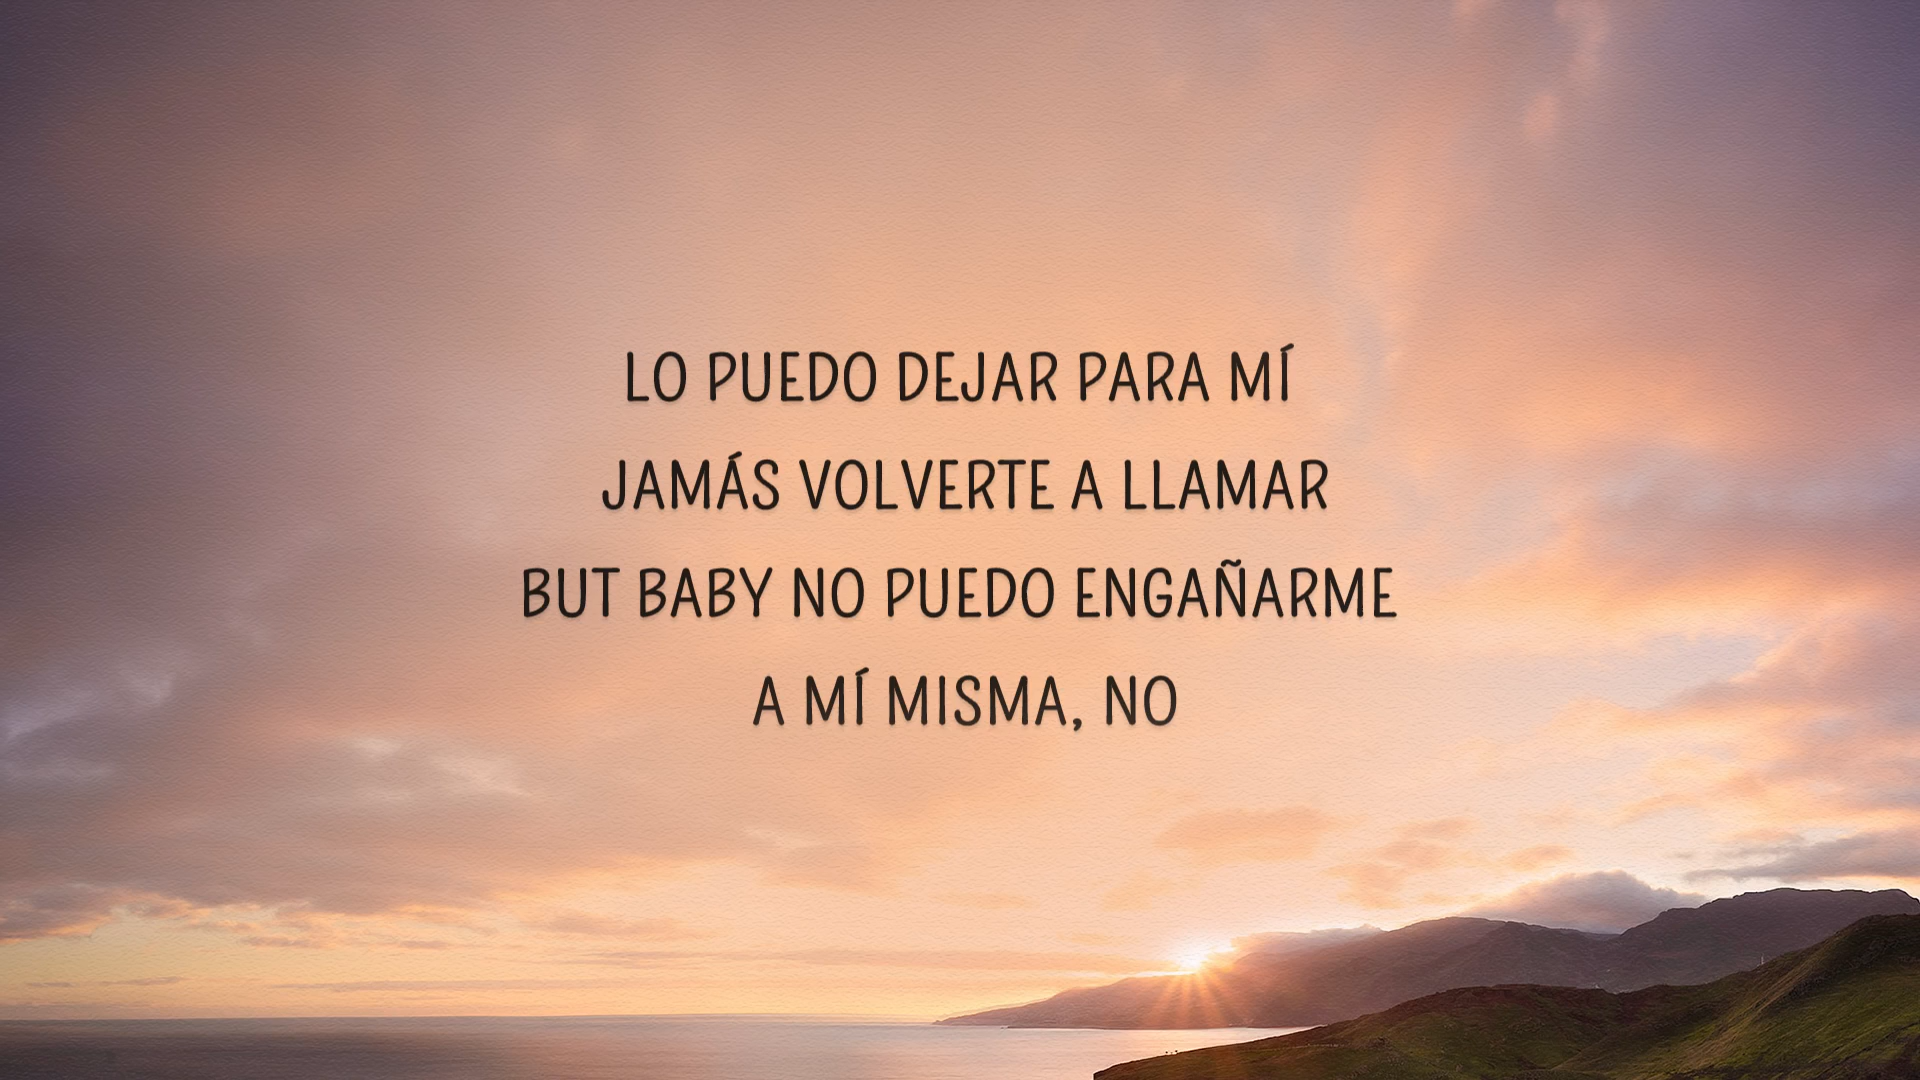 LO PUEDO DEJAR PARA MÍ
JAMÁS VOLVERTE A LLAMAR
BUT BABY NO PUEDO ENGAÑARME
A MÍ MISMA, NO